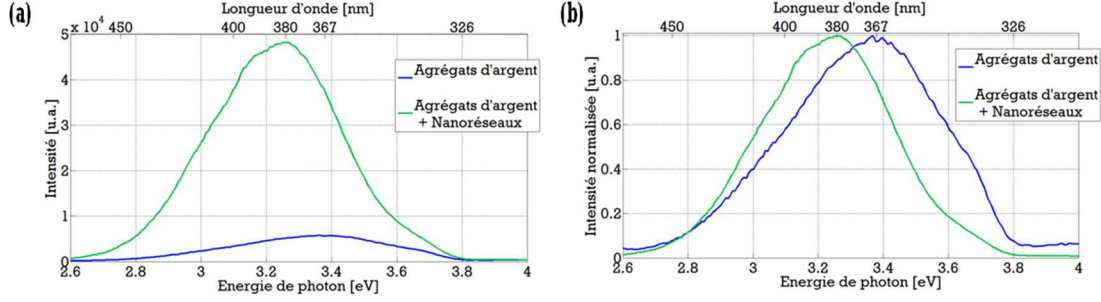 (a)
Longueur d'onde [nm]
x 10⁴ 450 400 380 367 326
5
4
3
2
1
0
Intensité [u.a.]
Agrégats d'argent
Agrégats d'argent
+ Nanoréseaux
2.6 2.8 3 3.2 3.4 3.6 3.8 4
Energie de photon [eV]
(b)
Longueur d'onde [nm]
450 400 380 367 326
1
0.8
0.6
0.4
0.2
0
Intensité normalisée [u.a.]
Agrégats d'argent
Agrégats d'argent
+ Nanoréseaux
2.6 2.8 3 3.2 3.4 3.6 3.8 4
Energie de photon [eV]